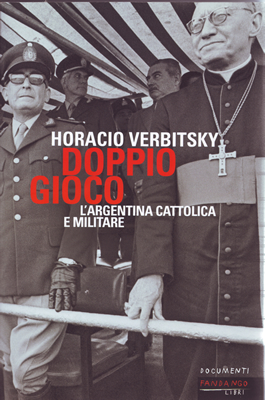 HORACIO VERBITSKY
DOPPIO
GIOCO
L'ARGENTINA CATTOLICA
E MILITARE
DOCUMENTI
FANDANGO
LIBRI